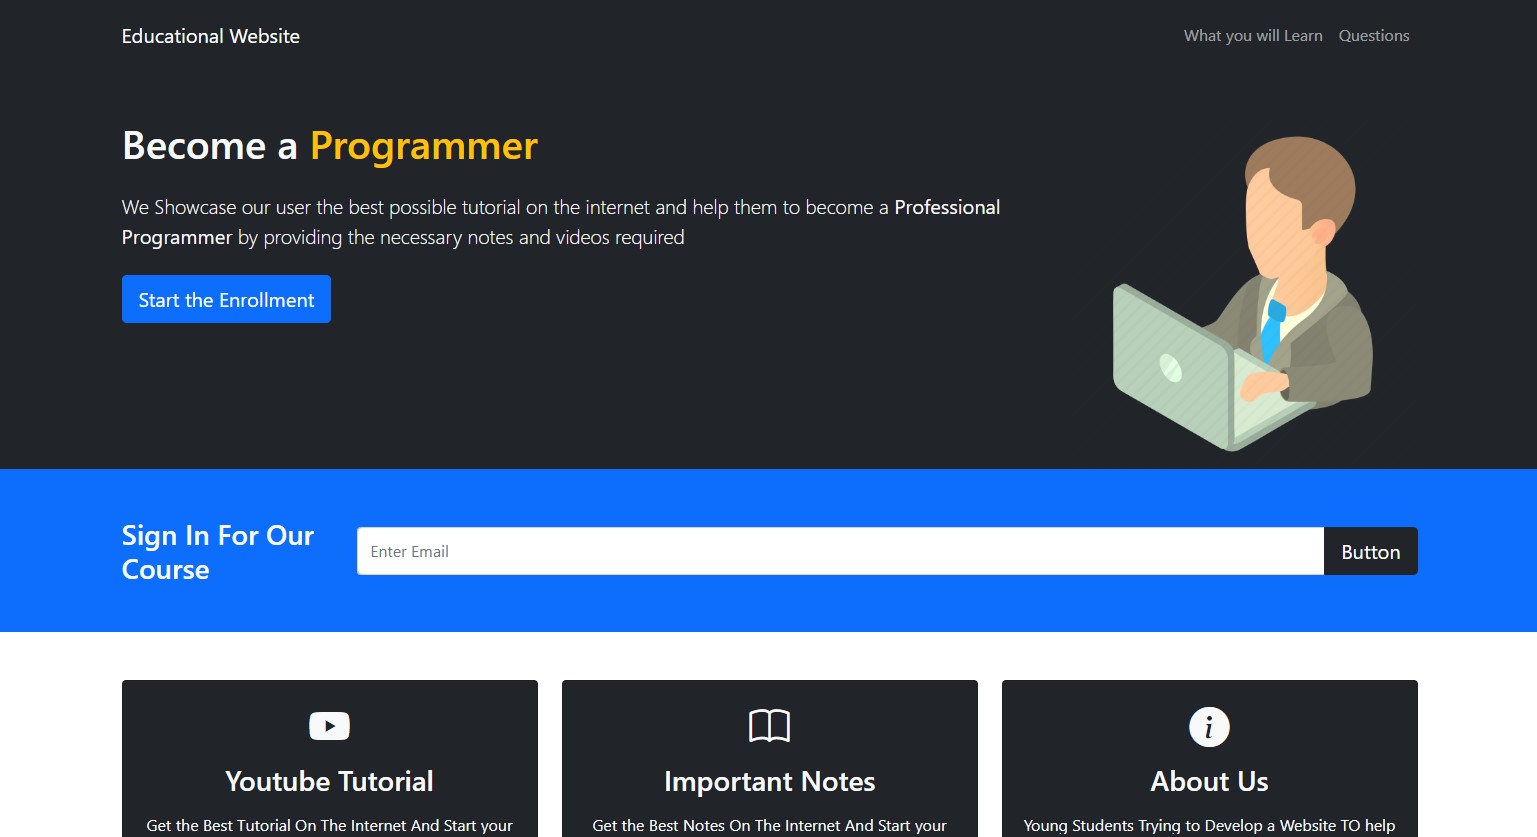 Educational Website
What you will Learn
Questions
Become a Programmer
We Showcase our user the best possible tutorial on the internet and help them to become a Professional
Programmer by providing the necessary notes and videos required
Start the Enrollment
Sign In For Our
Course
Enter Email
Button
Youtube Tutorial
Get the Best Tutorial On The Internet And Start your
Important Notes
Get the Best Notes On The Internet And Start your
About Us
Young Students Trying to Develop a Website TO help